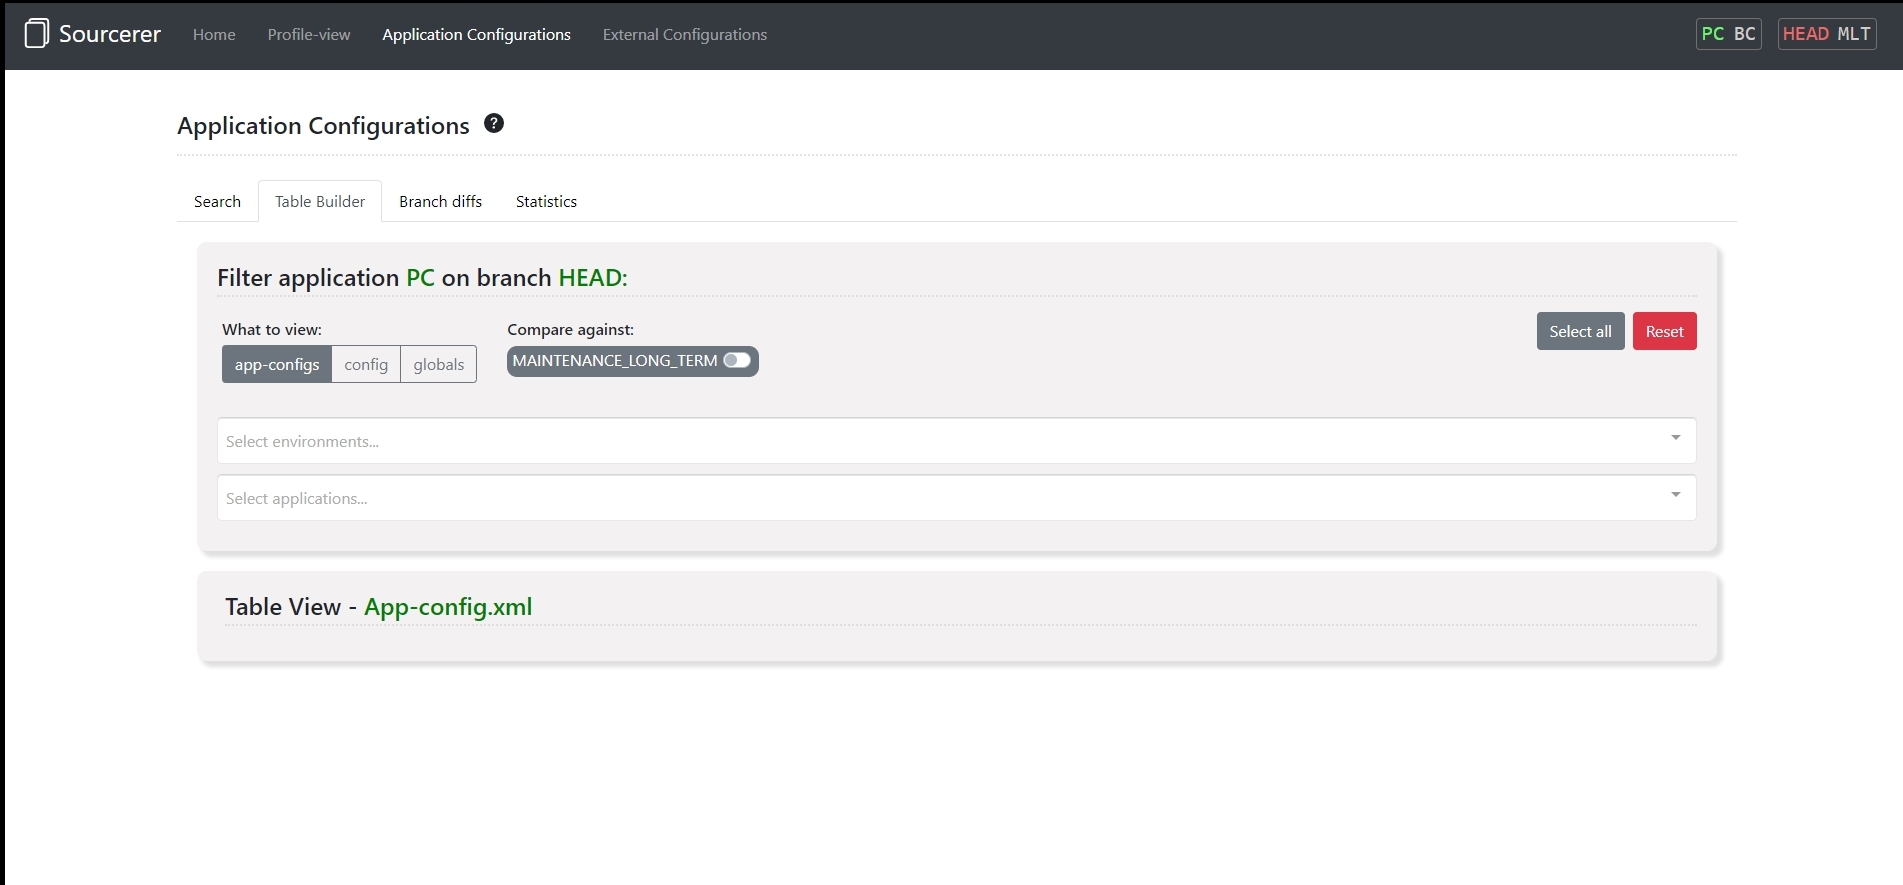 Sourcerer Home Profile-view Application Configurations External Configurations PC BC HEAD MLT
Application Configurations ?
Search Table Builder Branch diffs Statistics
Filter application PC on branch HEAD:
What to view: Compare against:
app-configs config globals MAINTENANCE_LONG_TERM Select all Reset
Select environments...
Select applications...
Table View - App-config.xml